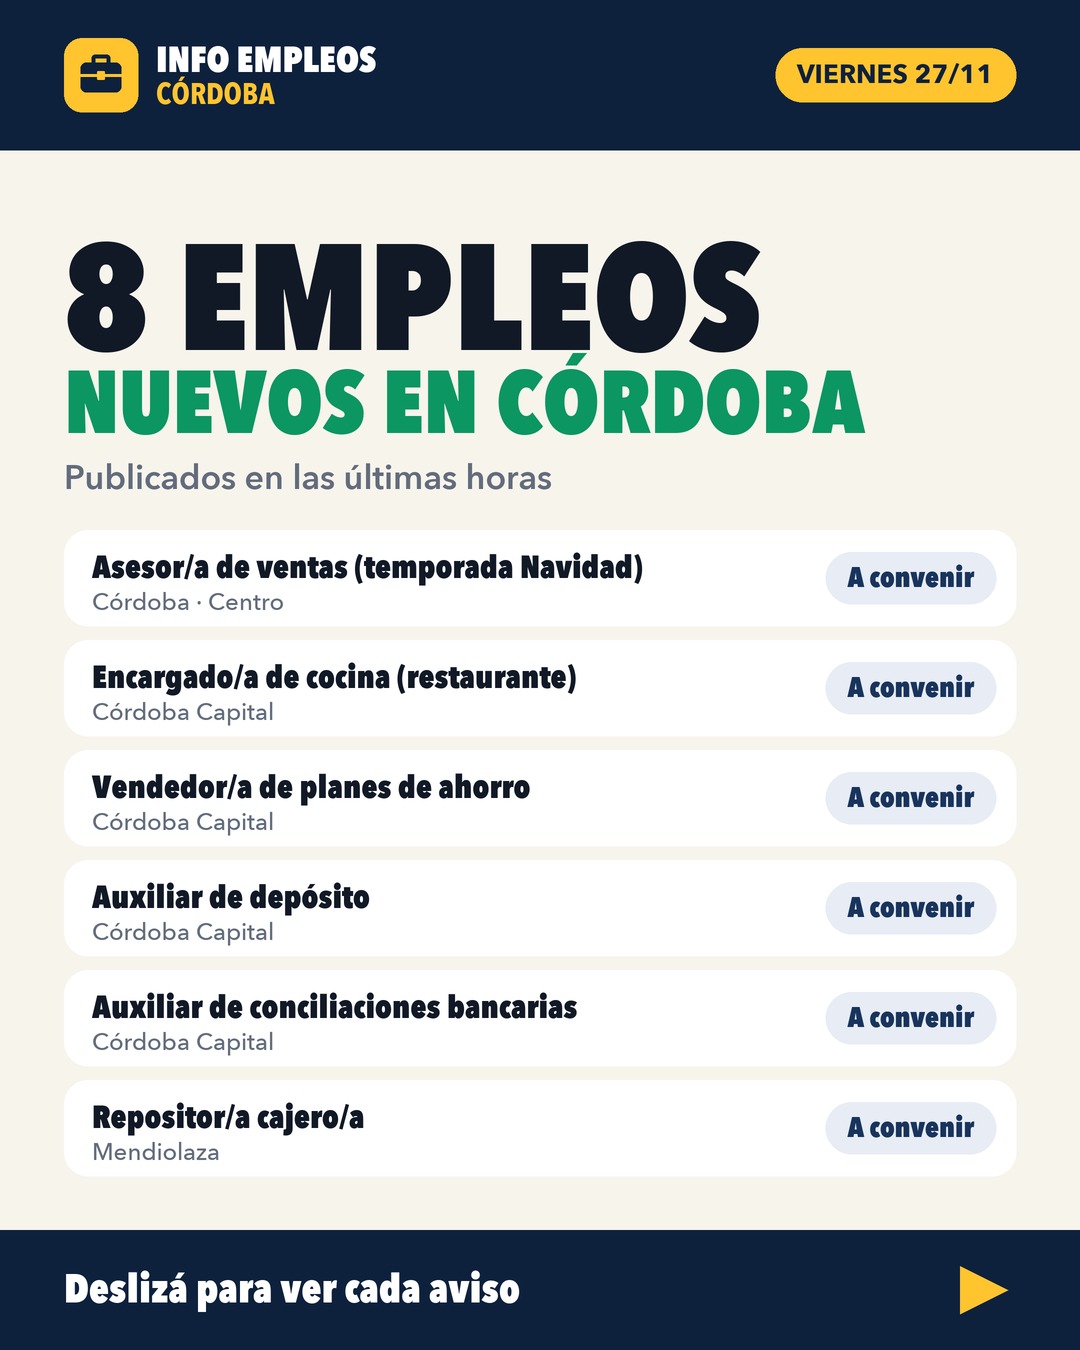 INFO EMPLEOS
CÓRDOBA
VIERNES 27/11
8 EMPLEOS
NUEVOS EN CÓRDOBA
Publicados en las últimas horas
Asesor/a de ventas (temporada Navidad)
Córdoba · Centro
A convenir
Encargado/a de cocina (restaurante)
Córdoba Capital
A convenir
Vendedor/a de planes de ahorro
Córdoba Capital
A convenir
Auxiliar de depósito
Córdoba Capital
A convenir
Auxiliar de conciliaciones bancarias
Córdoba Capital
A convenir
Repositor/a cajero/a
Mendiolaza
A convenir
Deslizá para ver cada aviso